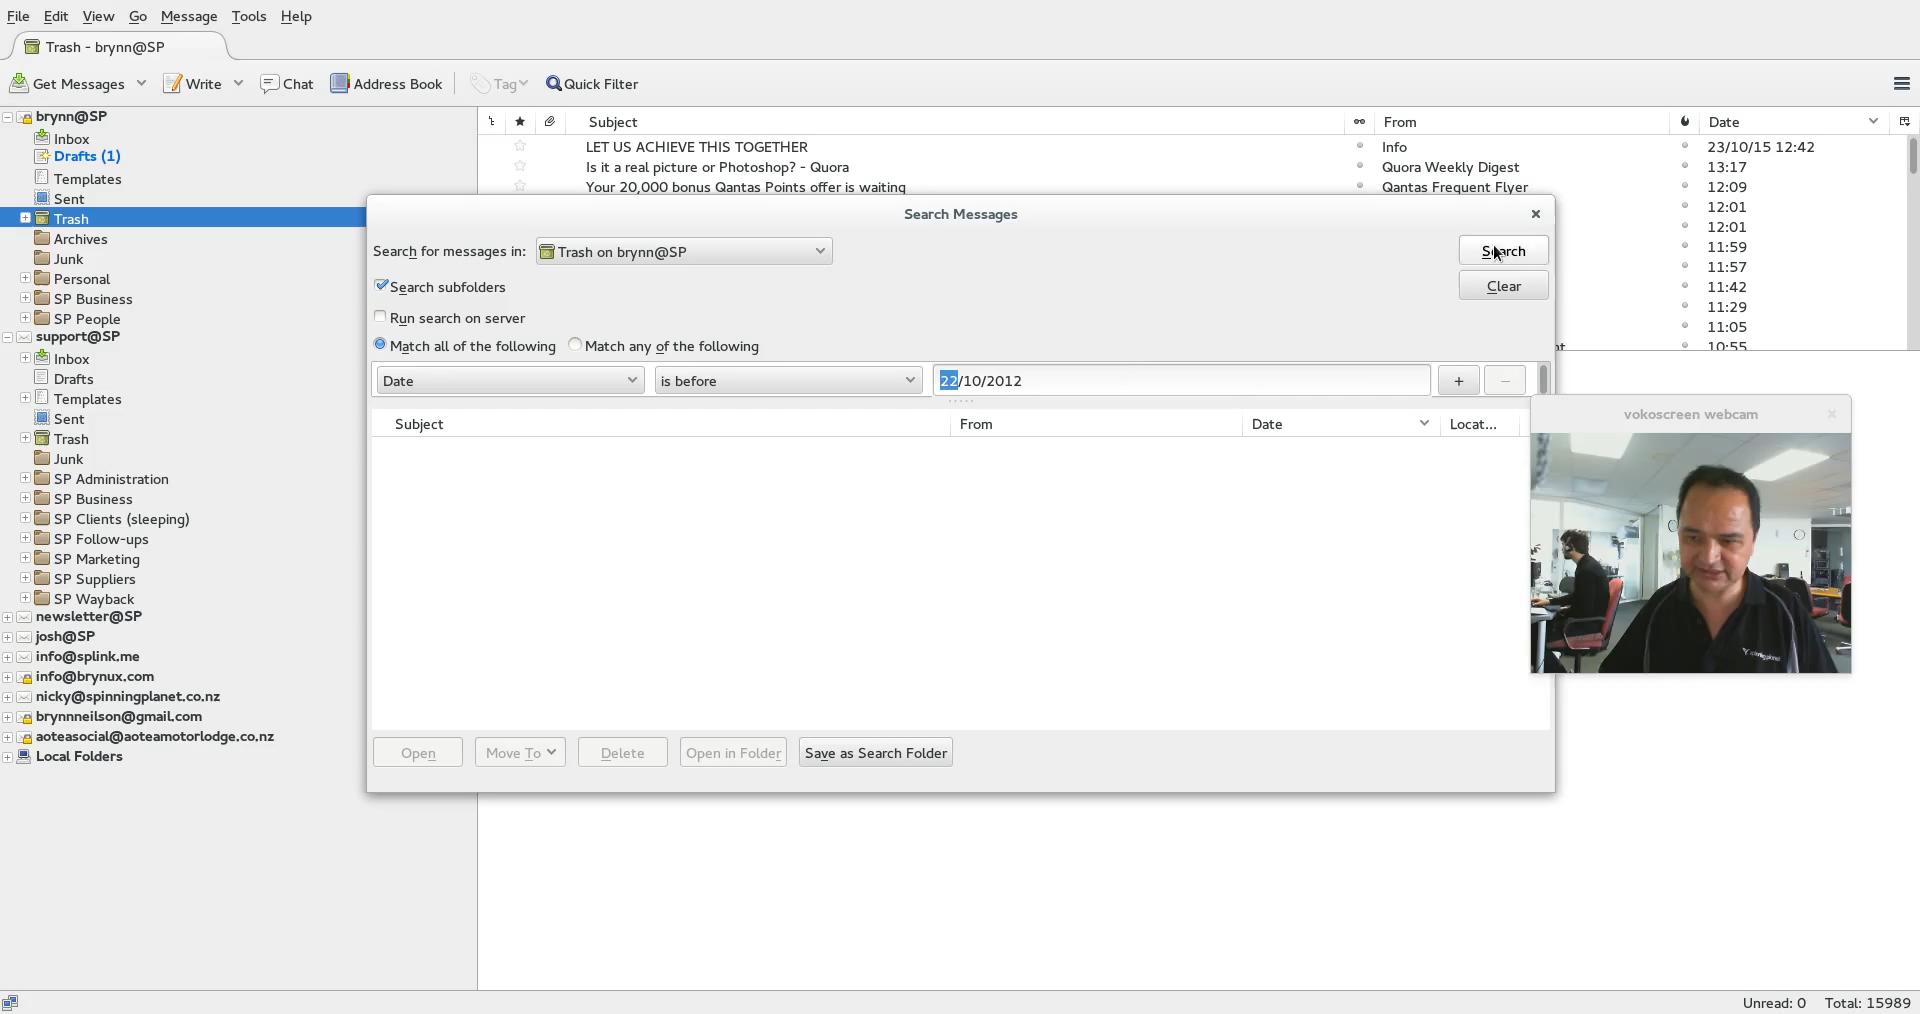 File Edit View Go Message Tools Help
Trash - brynn@SP
Get Messages Write Chat Address Book Tag Quick Filter
brynn@SP
Inbox
Drafts (1)
Templates
Sent
Trash
Archives
Junk
Personal
SP Business
SP People
support@SP
Inbox
Drafts
Templates
Sent
Trash
Junk
SP Administration
SP Business
SP Clients (sleeping)
SP Follow-ups
SP Marketing
SP Suppliers
SP Wayback
newsletter@SP
josh@SP
info@splink.me
info@brynux.com
nicky@spinningplanet.co.nz
brynnneilson@gmail.com
aoteasocial@aoteamotorlodge.co.nz
Local Folders
Subject From Date
LET US ACHIEVE THIS TOGETHER Info 23/10/15 12:42
Is it a real picture or Photoshop? - Quora Quora Weekly Digest 13:17
Your 20,000 bonus Qantas Points offer is waiting Qantas Frequent Flyer 12:09
12:01
12:01
11:59
11:57
11:42
11:29
11:05
10:55
Search Messages
Search for messages in: Trash on brynn@SP Search
Search subfolders Clear
Run search on server
Match all of the following Match any of the following
Date is before 22/10/2012 + −
Subject From Date Locat...
Open Move To Delete Open in Folder Save as Search Folder
vokoscreen webcam
Unread: 0 Total: 15989